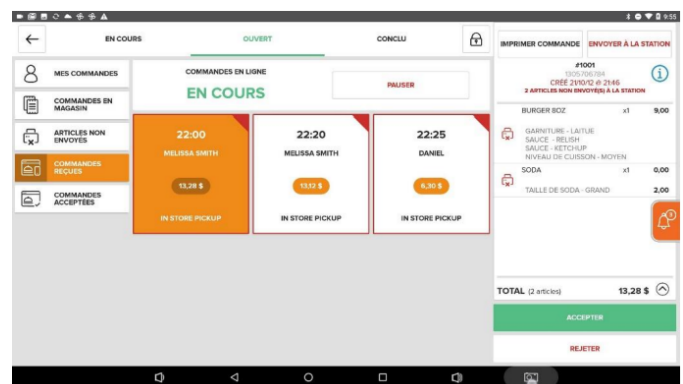 9:55
EN COURS
OUVERT
CONCLU
IMPRIMER COMMANDE
ENVOYER À LA STATION
MES COMMANDES
COMMANDES EN MAGASIN
ARTICLES NON ENVOYÉS
COMMANDES REÇUES
COMMANDES ACCEPTÉES
COMMANDES EN LIGNE
EN COURS
PAUSER
22:00
MELISSA SMITH
13,28 $
IN STORE PICKUP
22:20
MELISSA SMITH
13,12 $
IN STORE PICKUP
22:25
DANIEL
6,30 $
IN STORE PICKUP
#1001
1305706784
CRÉÉ 21/10/12 @ 21:46
2 ARTICLES NON ENVOYÉ(S) À LA STATION
BURGER 8OZ x1 9,00
GARNITURE - LAITUE
SAUCE - RELISH
SAUCE - KETCHUP
NIVEAU DE CUISSON - MOYEN
SODA x1 0,00
TAILLE DE SODA - GRAND 2,00
TOTAL (2 articles) 13,28 $
ACCEPTER
REJETER